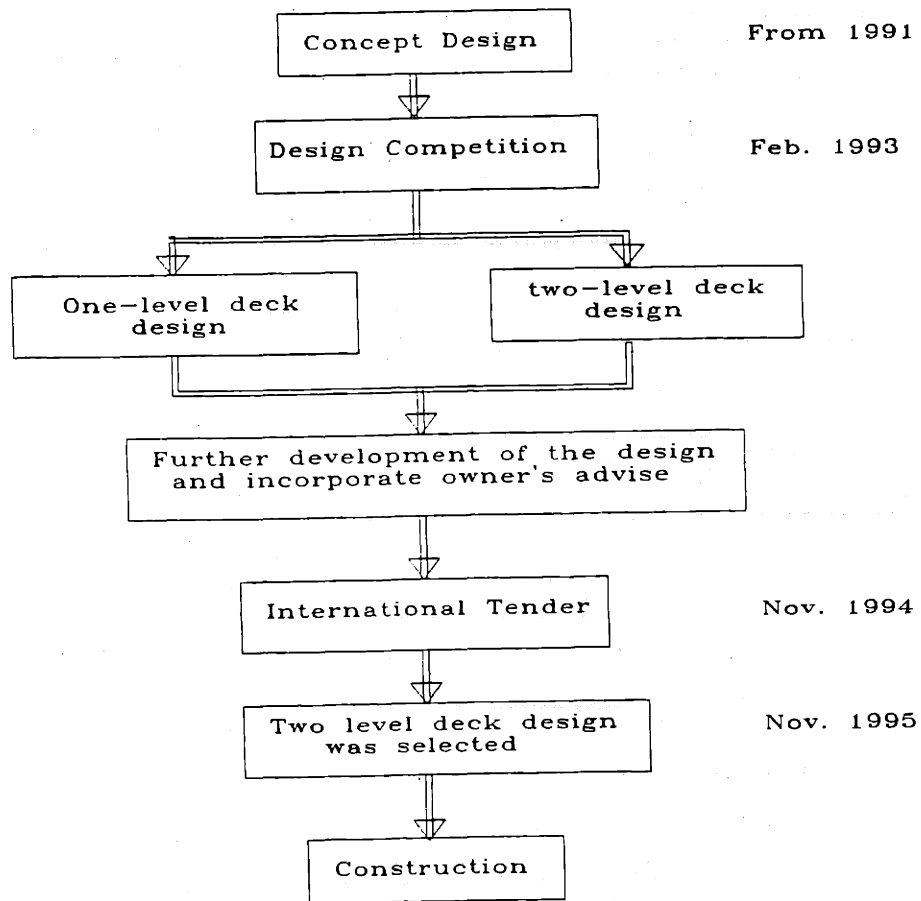 Concept Design
From 1991
Design Competition
Feb. 1993
One-level deck
design
two-level deck
design
Further development of the design
and incorporate owner's advise
International Tender
Nov. 1994
Two level deck design
was selected
Nov. 1995
Construction